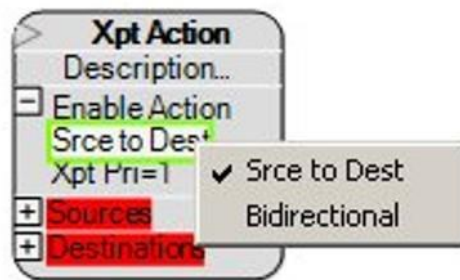 Xpt Action
Description...
Enable Action
Srce to Dest
Xpt Pri=1
Sources
Destinations
Srce to Dest
Bidirectional